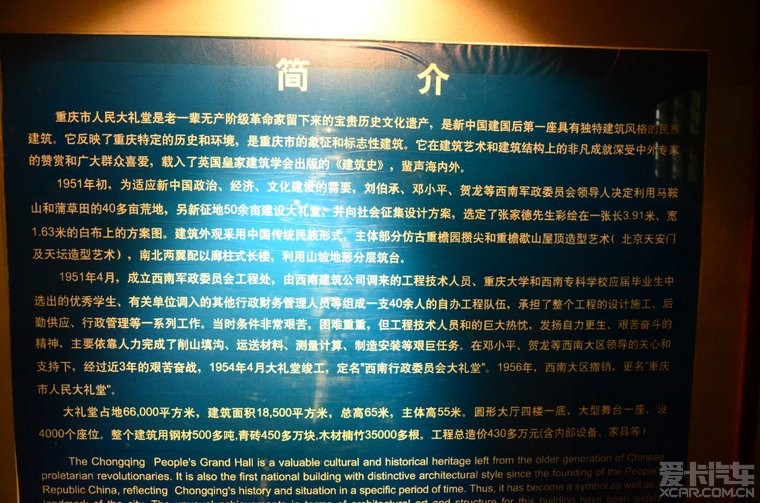 简 介
重庆市人民大礼堂是老一辈无产阶级革命家留下来的宝贵历史文化遗产，是新中国建国后第一座具有独特建筑风格的民族
建筑。它反映了重庆特定的历史和环境，是重庆市的象征和标志性建筑。它在建筑艺术和建筑结构上的非凡成就深受中外专家
的赞赏和广大群众喜爱，载入了英国皇家建筑学会出版的《建筑史》，蜚声海内外。
1951年初，为适应新中国政治、经济、文化建设的需要，刘伯承、邓小平、贺龙等西南军政委员会领导人决定利用马鞍
山和蒲草田的40多亩荒地，另新征地50余亩建设大礼堂，并向社会征集设计方案，选定了张家德先生彩绘在一张长3.91米、宽
1.63米的白布上的方案图。建筑外观采用中国传统民族形式，主体部分仿古重檐园攒尖和重檐歇山屋顶造型艺术（北京天安门
及天坛造型艺术），南北两翼配以廊柱式长楼，利用山坡地形分层筑台。
1951年4月，成立西南军政委员会工程处，由西南建筑公司调来的工程技术人员、重庆大学和西南专科学校应届毕业生中
选出的优秀学生、有关单位调入的其他行政财务管理人员等组成一支40余人的自办工程队伍，承担了整个工程的设计施工、后
勤供应、行政管理等一系列工作。当时条件非常艰苦，困难重重，但工程技术人员和的巨大热忱，发扬自力更生、艰苦奋斗的
精神，主要依靠人力完成了削山填沟、运送材料、测量计算、制造安装等艰巨任务。在邓小平、贺龙等西南大区领导的关心和
支持下，经过近3年的艰苦奋战，1954年4月大礼堂竣工，定名"西南行政委员会大礼堂"。1956年，西南大区撤销，更名"重庆
市人民大礼堂"。
大礼堂占地66,000平方米，建筑面积18,500平方米，总高65米，主体高55米。圆形大厅四楼一底，大型舞台一座，设
4000个座位。整个建筑用钢材500多吨,青砖450多万块,木材楠竹35000多根。工程总造价430多万元(含内部设备、家具等)．
The Chongqing People's Grand Hall is a valuable cultural and historical heritage left from the older generation of Chinese
proletarian revolutionaries. It is also the first national building with distinctive architectural style since the founding of the People's
Republic China, reflecting Chongqing's history and situation in a specific period of time. Thus, it has become a symbol as well as
爱卡汽车
XCAR.COM.CN